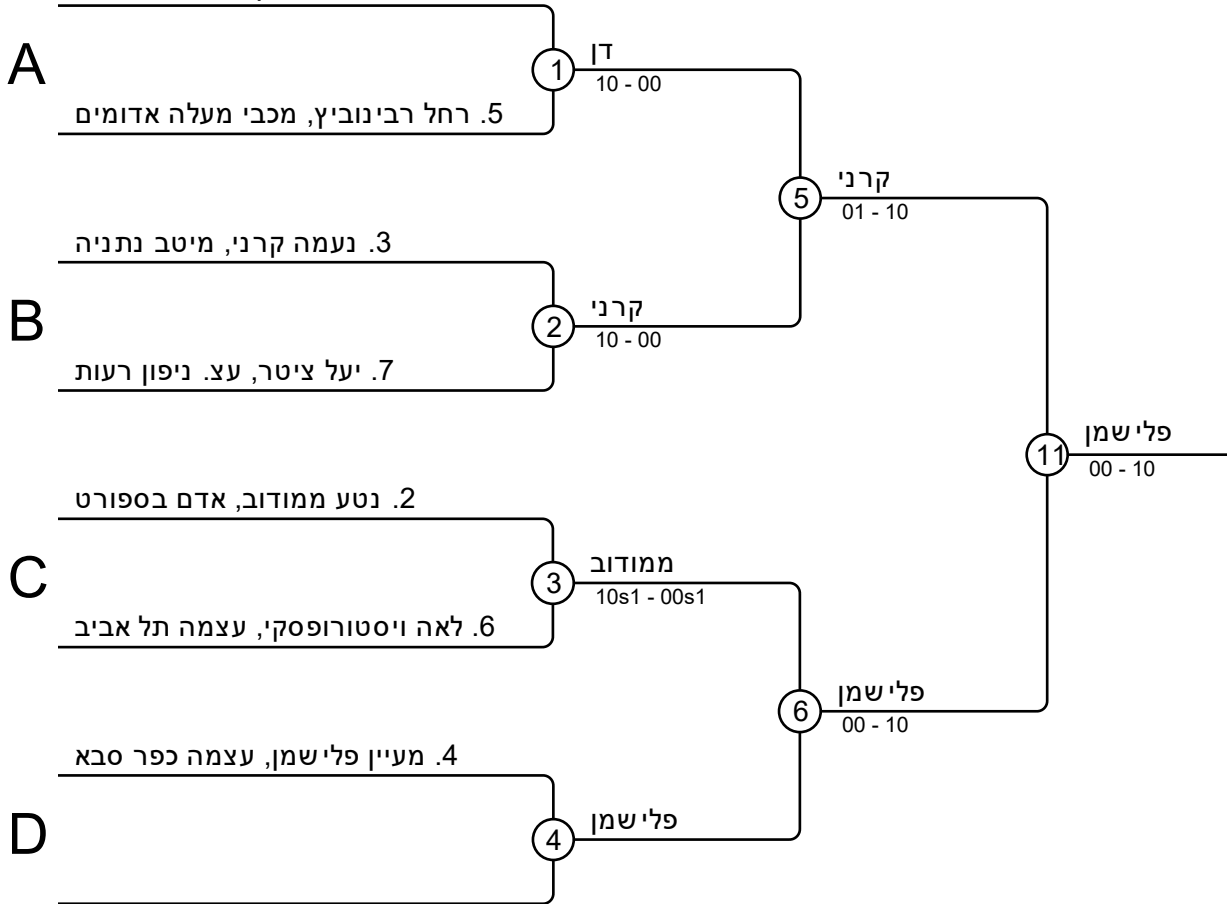 A
1
דן
10 - 00
5. רחל רבינוביץ, מכבי מעלה אדומים
5
קרני
01 - 10
3. נעמה קרני, מיטב נתניה
B
2
קרני
10 - 00
7. יעל ציטר, עצ. ניפון רעות
11
פלישמן
00 - 10
2. נטע ממודוב, אדם בספורט
C
3
ממודוב
10s1 - 00s1
6. לאה ויסטורופסקי, עצמה תל אביב
6
פלישמן
00 - 10
4. מעיין פלישמן, עצמה כפר סבא
D
4
פלישמן